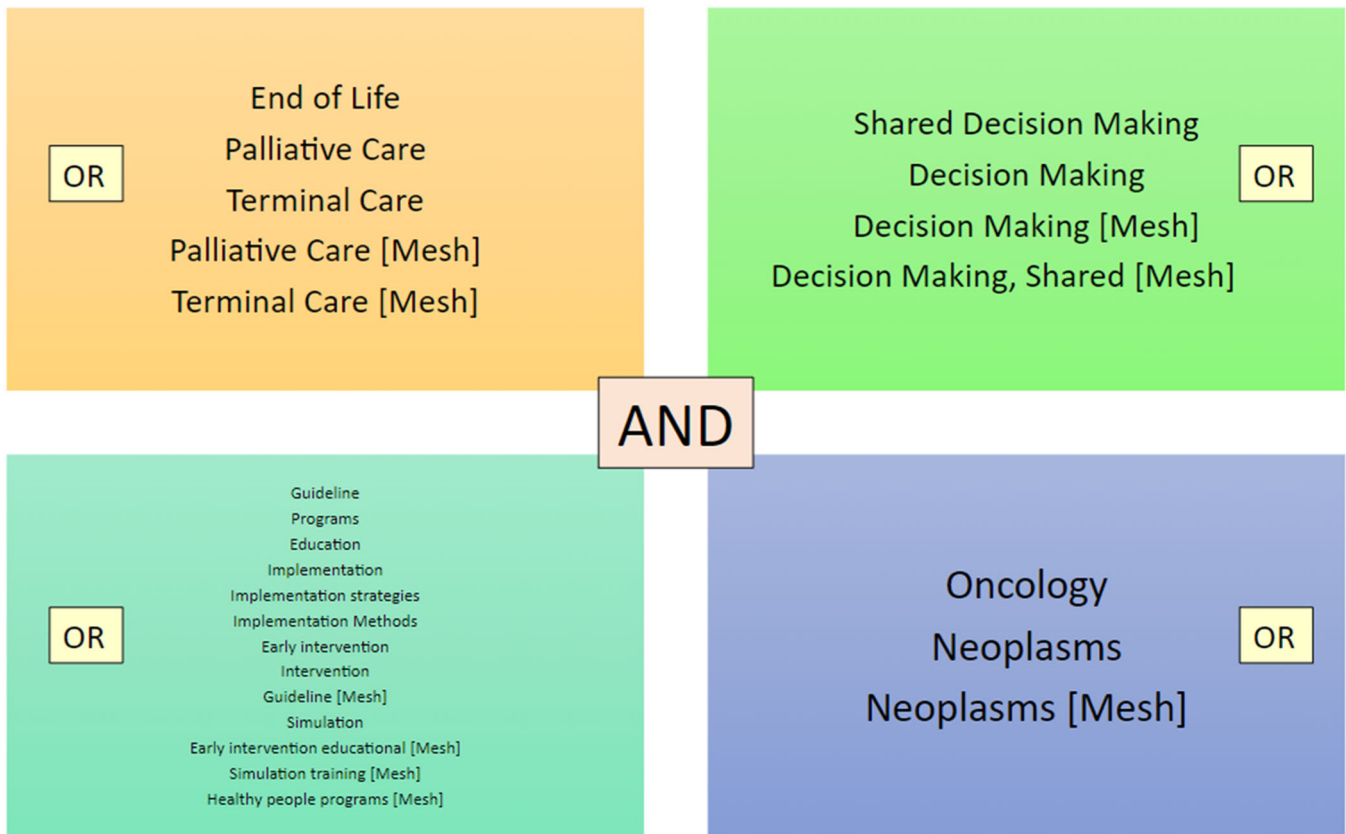 OR
End of Life
Palliative Care
Terminal Care
Palliative Care [Mesh]
Terminal Care [Mesh]
Shared Decision Making
Decision Making
Decision Making [Mesh]
Decision Making, Shared [Mesh]
OR
AND
OR
Guideline
Programs
Education
Implementation
Implementation strategies
Implementation Methods
Early intervention
Intervention
Guideline [Mesh]
Simulation
Early intervention educational [Mesh]
Simulation training [Mesh]
Healthy people programs [Mesh]
Oncology
Neoplasms
Neoplasms [Mesh]
OR